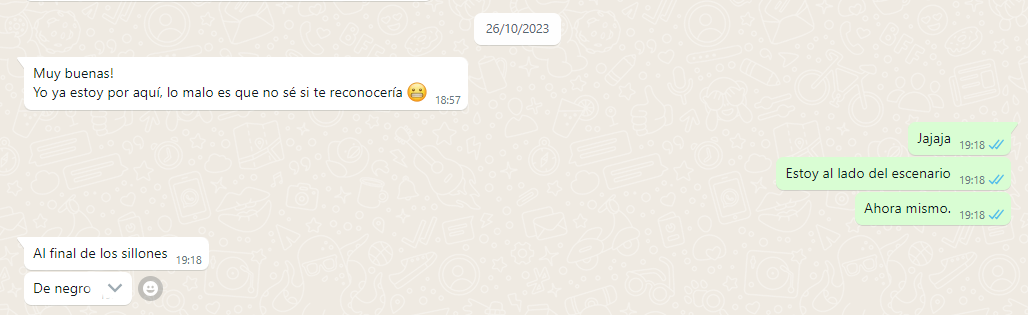 26/10/2023
Muy buenas!
Yo ya estoy por aquí, lo malo es que no sé si te reconocería 😬 18:57
Jajaja 19:18
Estoy al lado del escenario 19:18
Ahora mismo. 19:18
Al final de los sillones 19:18
De negro